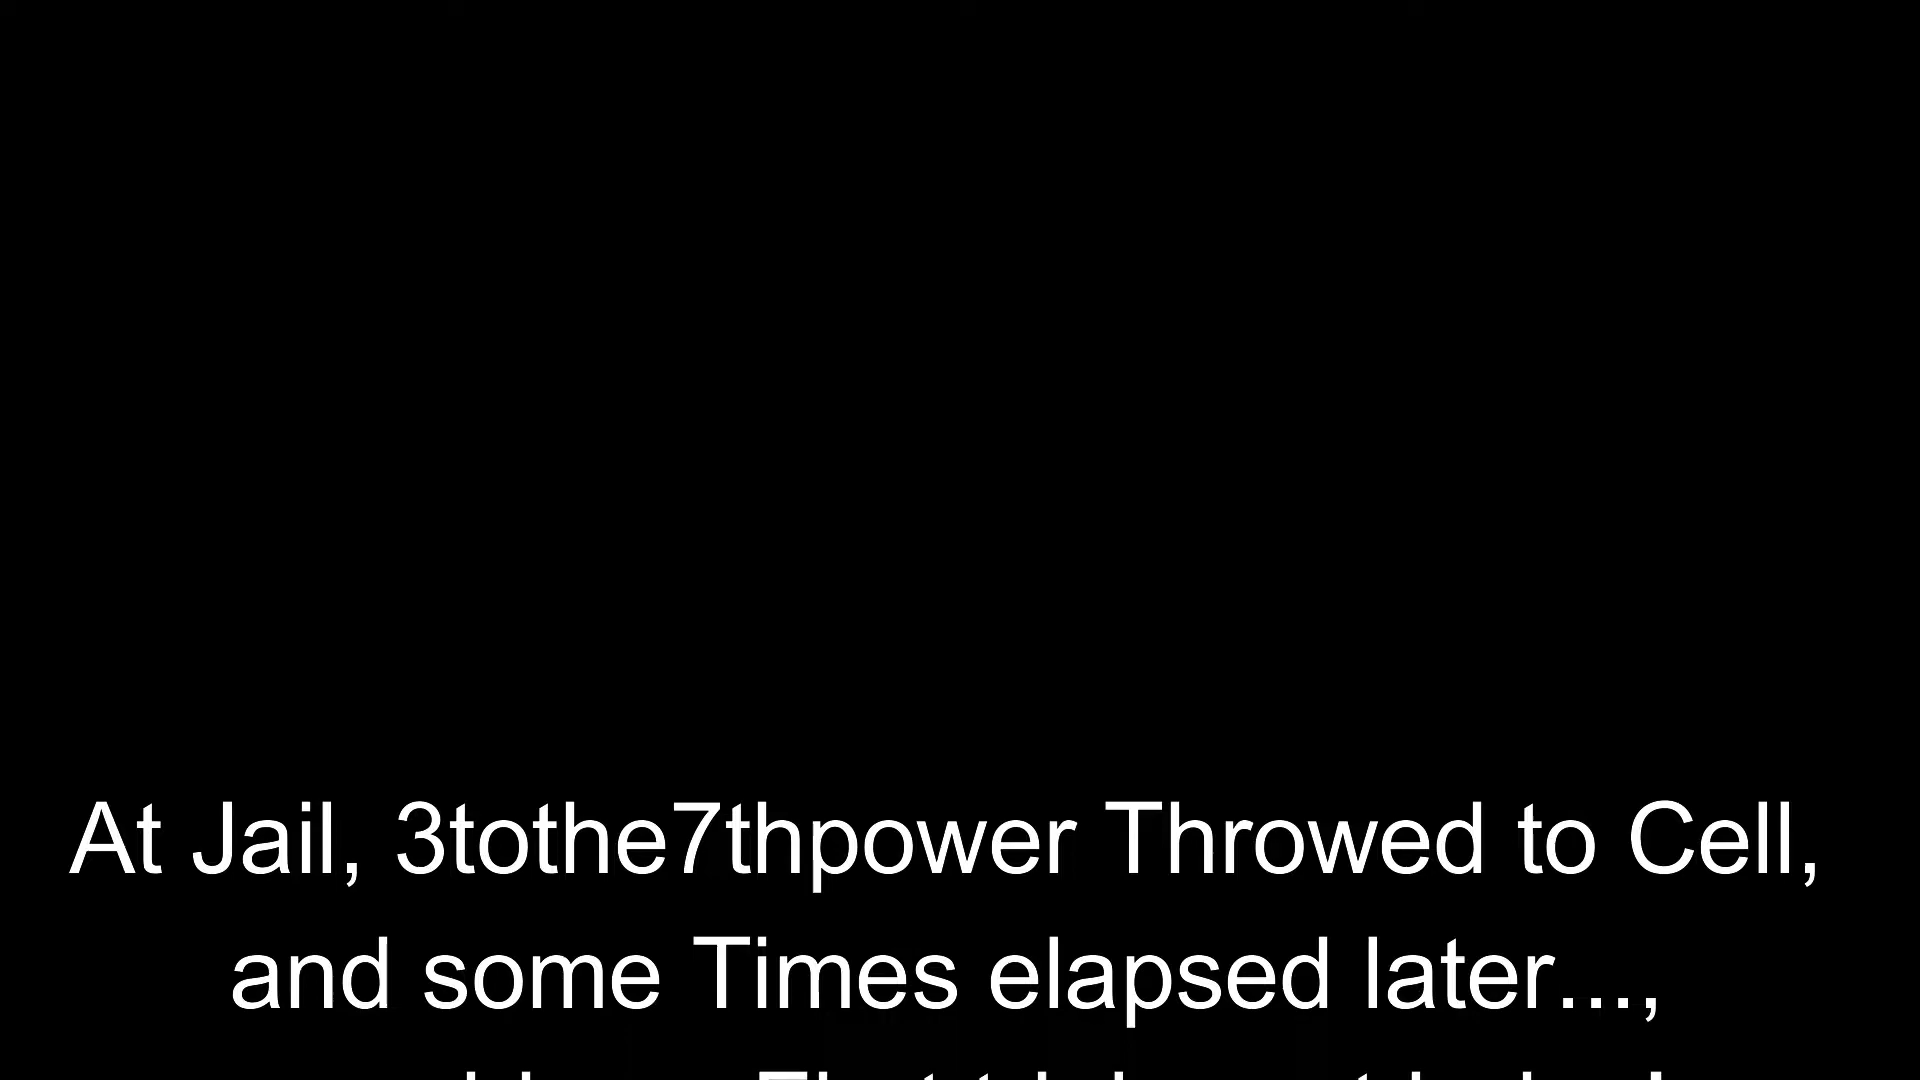 At Jail, 3tothe7thpower Throwed to Cell,
and some Times elapsed later...,